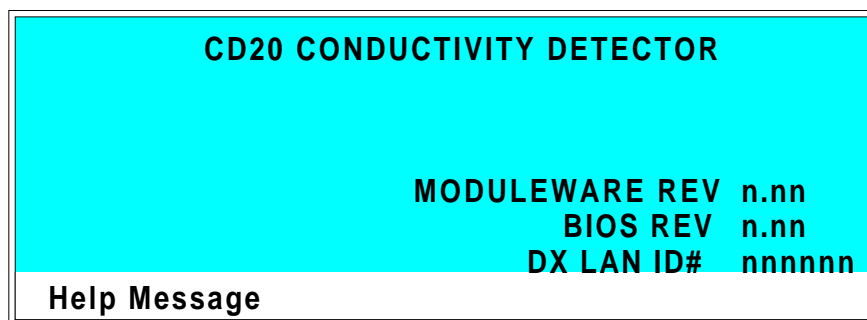 CD20 CONDUCTIVITY DETECTOR
MODULEWARE REV n.nn
BIOS REV n.nn
DX LAN ID# nnnnnn
Help Message